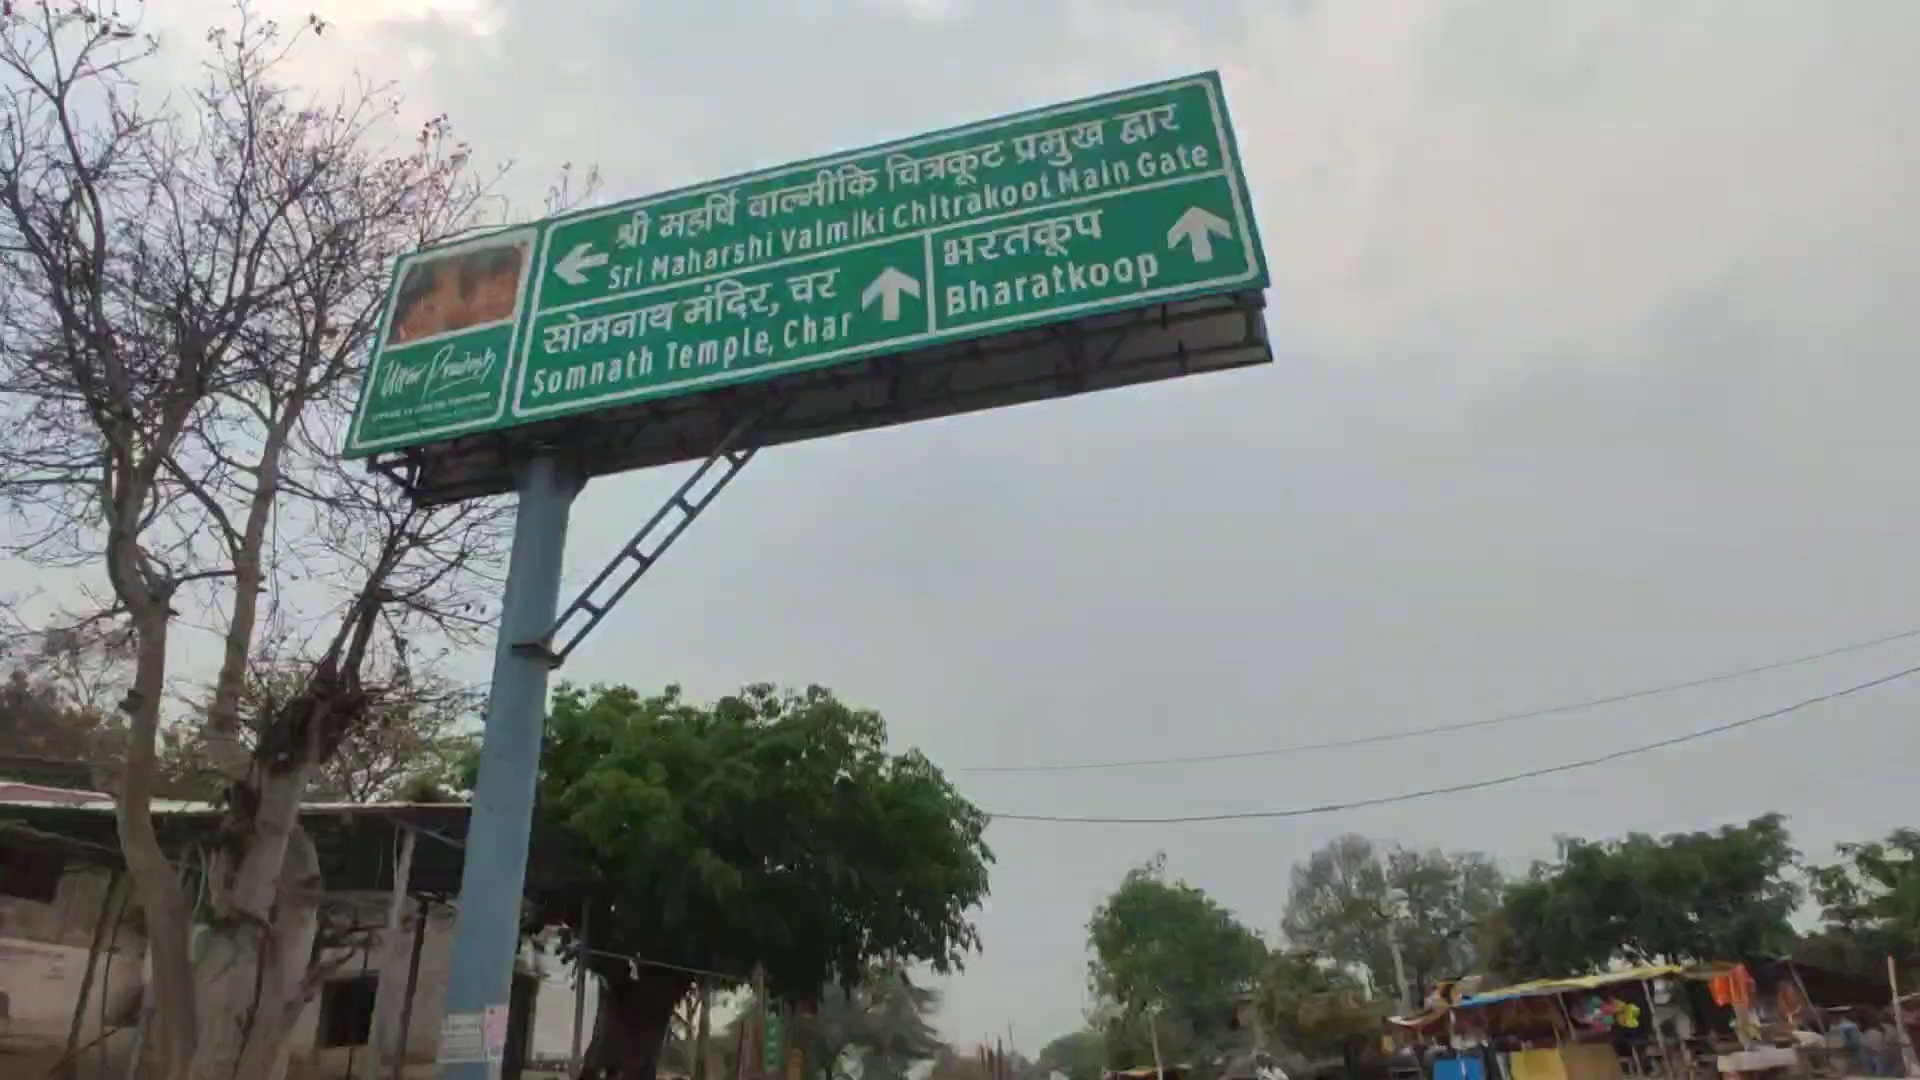 श्री महर्षि वाल्मीकि चित्रकूट प्रमुख द्वार
Sri Maharshi Valmiki Chitrakoot Main Gate
सोमनाथ मंदिर, चर
Somnath Temple, Char
भरतकूप
Bharatkoop
Uttar Pradesh